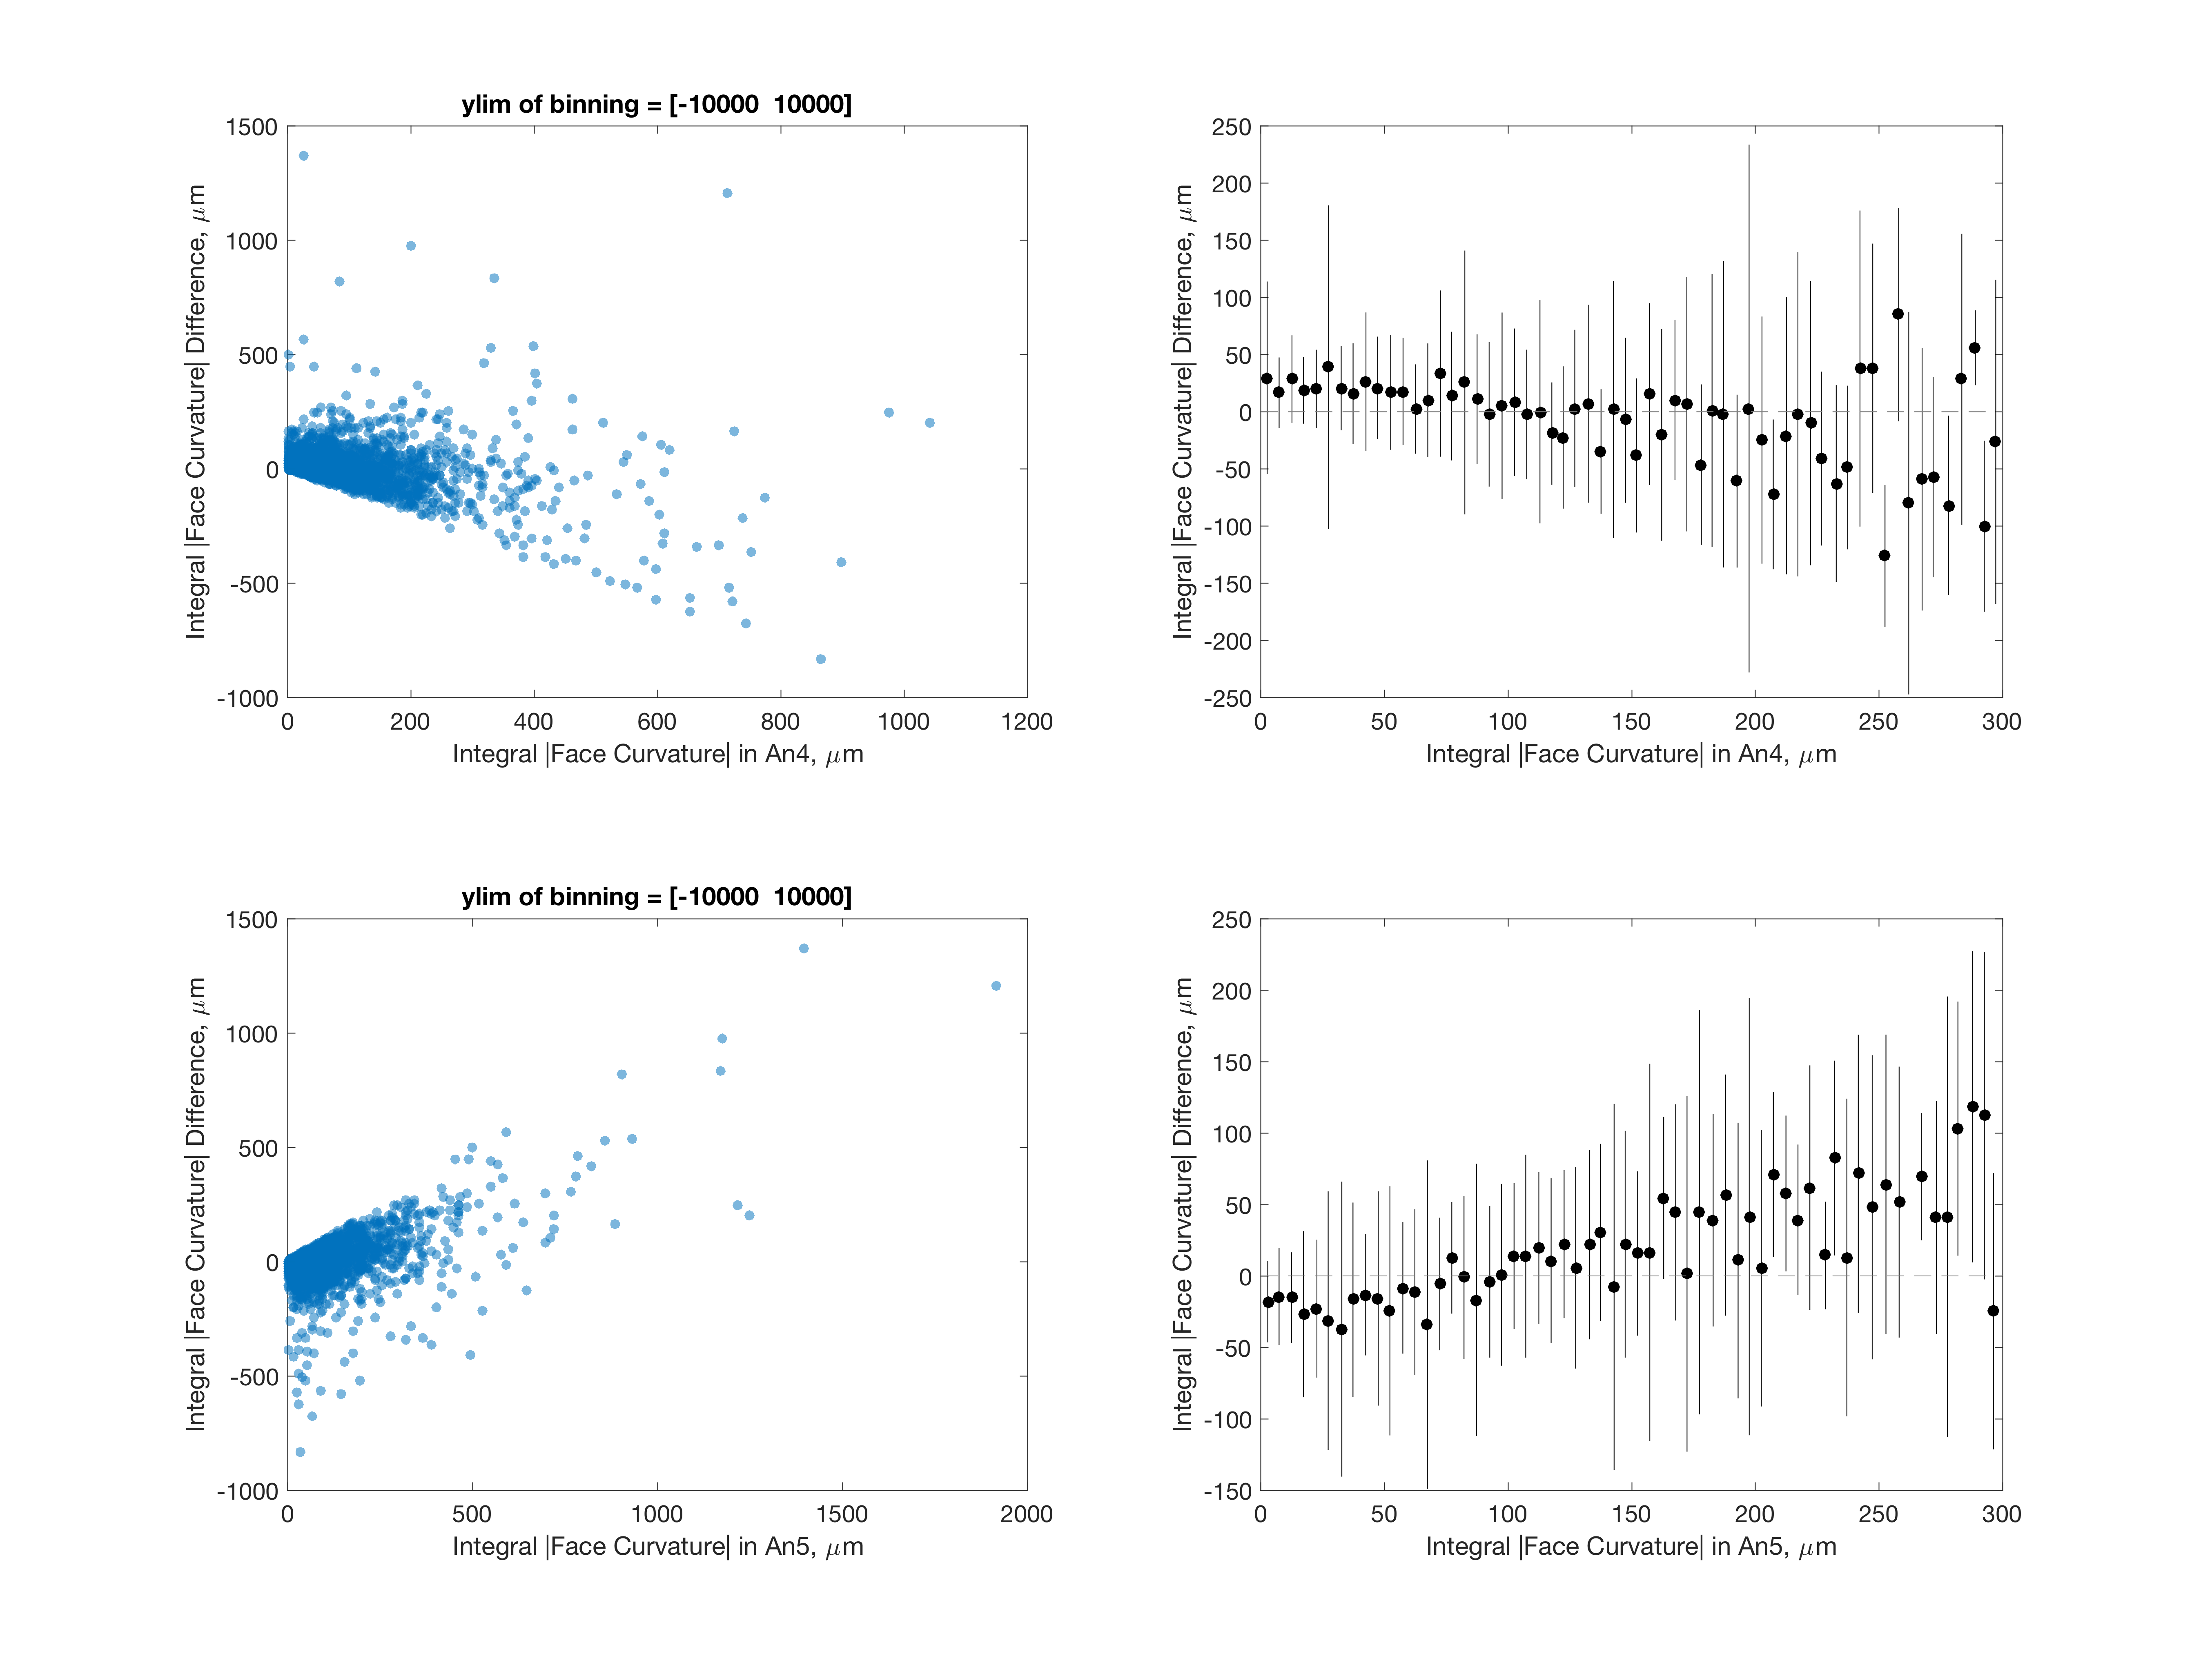 ylim of binning = [-10000 10000]
1500
1000
500
0
-500
-1000
0 200 400 600 800 1000 1200
Integral |Face Curvature| Difference, μm
Integral |Face Curvature| in An4, μm
250
200
150
100
50
0
-50
-100
-150
-200
-250
0 50 100 150 200 250 300
Integral |Face Curvature| Difference, μm
Integral |Face Curvature| in An4, μm
ylim of binning = [-10000 10000]
1500
1000
500
0
-500
-1000
0 500 1000 1500 2000
Integral |Face Curvature| Difference, μm
Integral |Face Curvature| in An5, μm
250
200
150
100
50
0
-50
-100
-150
0 50 100 150 200 250 300
Integral |Face Curvature| Difference, μm
Integral |Face Curvature| in An5, μm